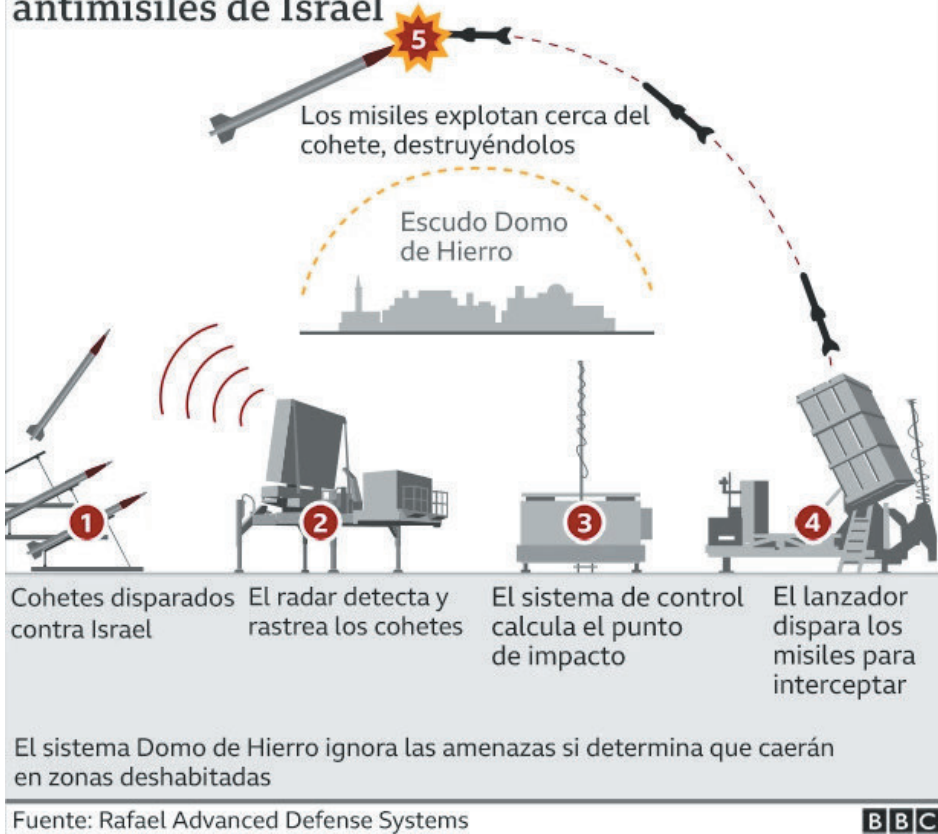 antimisiles de Israel
5
Los misiles explotan cerca del
cohete, destruyéndolos
Escudo Domo
de Hierro
1
2
3
4
Cohetes disparados
contra Israel
El radar detecta y
rastrea los cohetes
El sistema de control
calcula el punto
de impacto
El lanzador
dispara los
misiles para
interceptar
El sistema Domo de Hierro ignora las amenazas si determina que caerán
en zonas deshabitadas
Fuente: Rafael Advanced Defense Systems
BBC